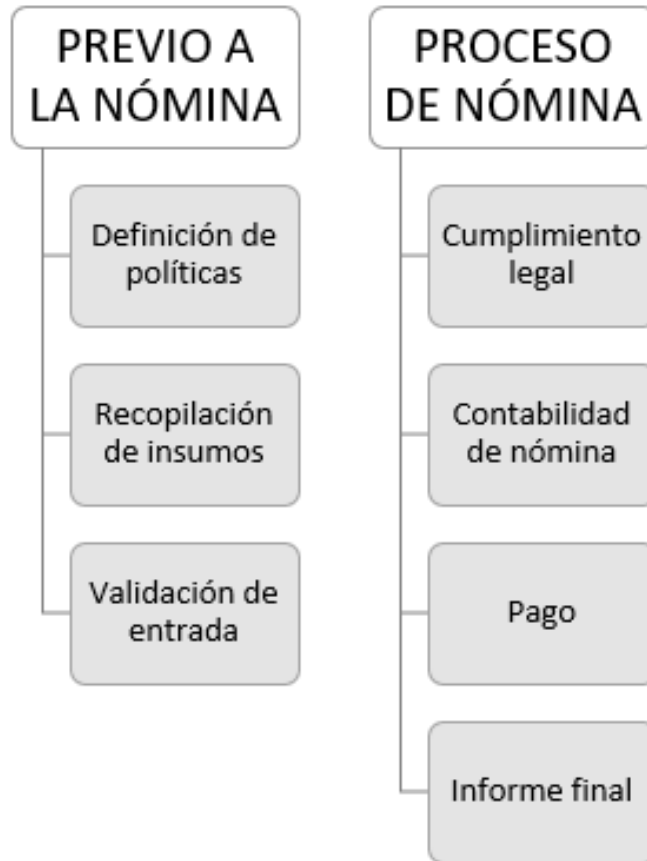 PREVIO A
LA NÓMINA
Definición de
políticas
Recopilación
de insumos
Validación de
entrada
PROCESO
DE NÓMINA
Cumplimiento
legal
Contabilidad
de nómina
Pago
Informe final